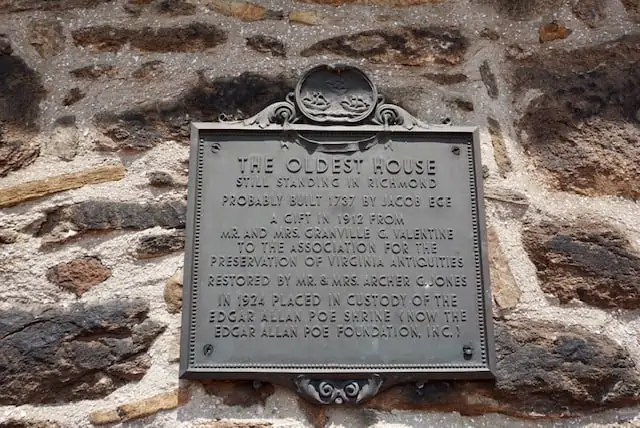 THE OLDEST HOUSE
STILL STANDING IN RICHMOND
PROBABLY BUILT 1737 BY JACOB EGE
A GIFT IN 1912 FROM
MR. AND MRS. GRANVILLE G. VALENTINE
TO THE ASSOCIATION FOR THE
PRESERVATION OF VIRGINIA ANTIQUITIES
RESTORED BY MR. & MRS. ARCHER G. JONES
IN 1924 PLACED IN CUSTODY OF THE
EDGAR ALLAN POE SHRINE (NOW THE
EDGAR ALLAN POE FOUNDATION, INC.)